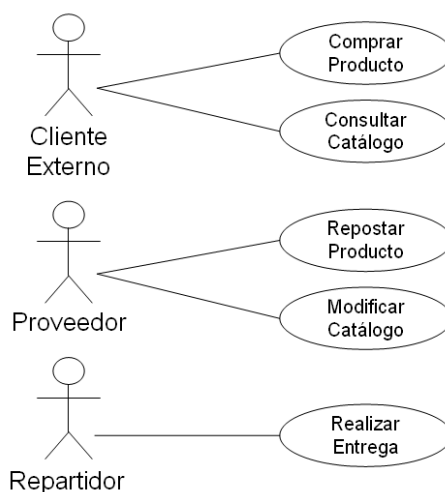 Comprar
Producto
Consultar
Catálogo
Cliente
Externo
Repostar
Producto
Modificar
Catálogo
Proveedor
Realizar
Entrega
Repartidor